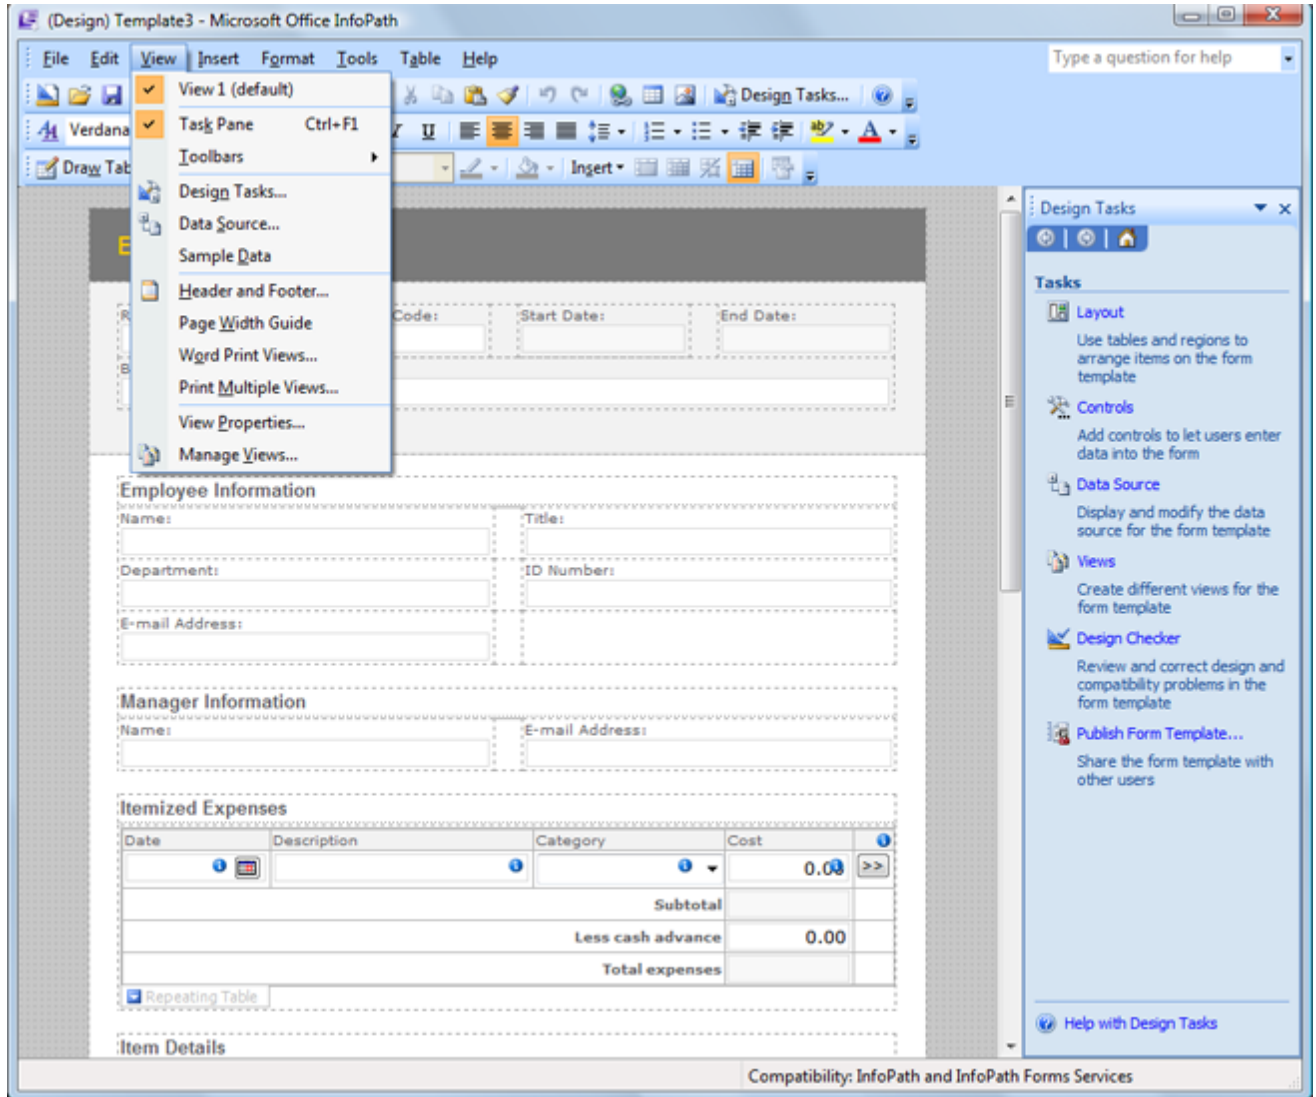 (Design) Template3 - Microsoft Office InfoPath
File Edit View Insert Format Tools Table Help
Type a question for help
Design Tasks...
Verdana
U
ab
A
Draw Tab
Insert
View 1 (default)
Task Pane Ctrl+F1
Toolbars
Design Tasks...
Data Source...
Sample Data
Header and Footer...
Page Width Guide
Word Print Views...
Print Multiple Views...
View Properties...
Manage Views...
E
R
Code:
Start Date:
End Date:
B
Employee Information
Name:
Title:
Department:
ID Number:
E-mail Address:
Manager Information
Name:
E-mail Address:
Itemized Expenses
Date Description Category Cost
0.00 >>
Subtotal
Less cash advance 0.00
Total expenses
Repeating Table
Item Details
Design Tasks
Tasks
Layout
Use tables and regions to
arrange items on the form
template
Controls
Add controls to let users enter
data into the form
Data Source
Display and modify the data
source for the form template
Views
Create different views for the
form template
Design Checker
Review and correct design and
compatibility problems in the
form template
Publish Form Template...
Share the form template with
other users
Help with Design Tasks
Compatibility: InfoPath and InfoPath Forms Services